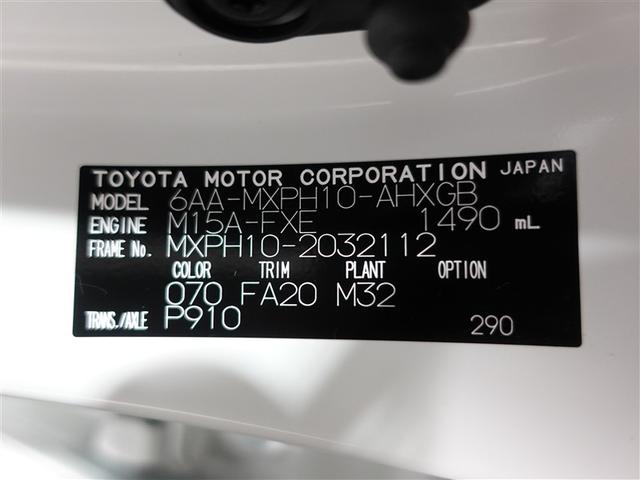 TOYOTA MOTOR CORPORATION JAPAN
MODEL 6AA-MXPH10-AHXGB
ENGINE M15A-FXE 1490 mL
FRAME No. MXPH10-2032112
COLOR TRIM PLANT OPTION
070 FA20 M32
TRANS./AXLE P910 290